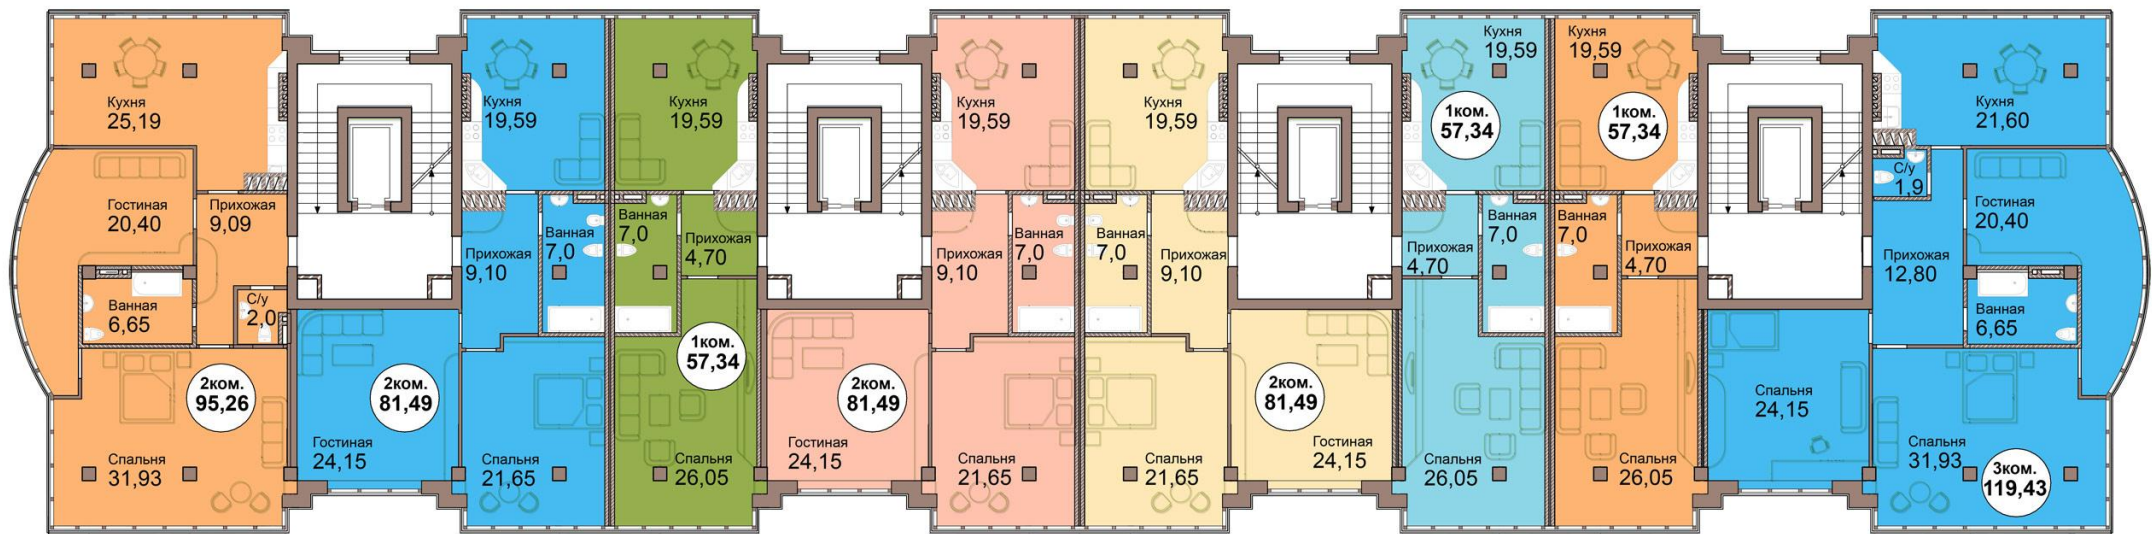 Кухня
25,19
Гостиная
20,40
Прихожая
9,09
Ванная
6,65
С/у
2,0
2ком.
95,26
Спальня
31,93
Кухня
19,59
Прихожая
9,10
Ванная
7,0
2ком.
81,49
Гостиная
24,15
Спальня
21,65
Кухня
19,59
Ванная
7,0
Прихожая
4,70
1ком.
57,34
Спальня
26,05
Кухня
19,59
Прихожая
9,10
Ванная
7,0
2ком.
81,49
Гостиная
24,15
Спальня
21,65
Кухня
19,59
Ванная
7,0
Прихожая
9,10
2ком.
81,49
Спальня
21,65
Гостиная
24,15
Кухня
19,59
1ком.
57,34
Прихожая
4,70
Ванная
7,0
Спальня
26,05
Кухня
19,59
1ком.
57,34
Ванная
7,0
Прихожая
4,70
Спальня
26,05
Кухня
21,60
С/у
1,9
Гостиная
20,40
Прихожая
12,80
Ванная
6,65
Спальня
24,15
Спальня
31,93
3ком.
119,43